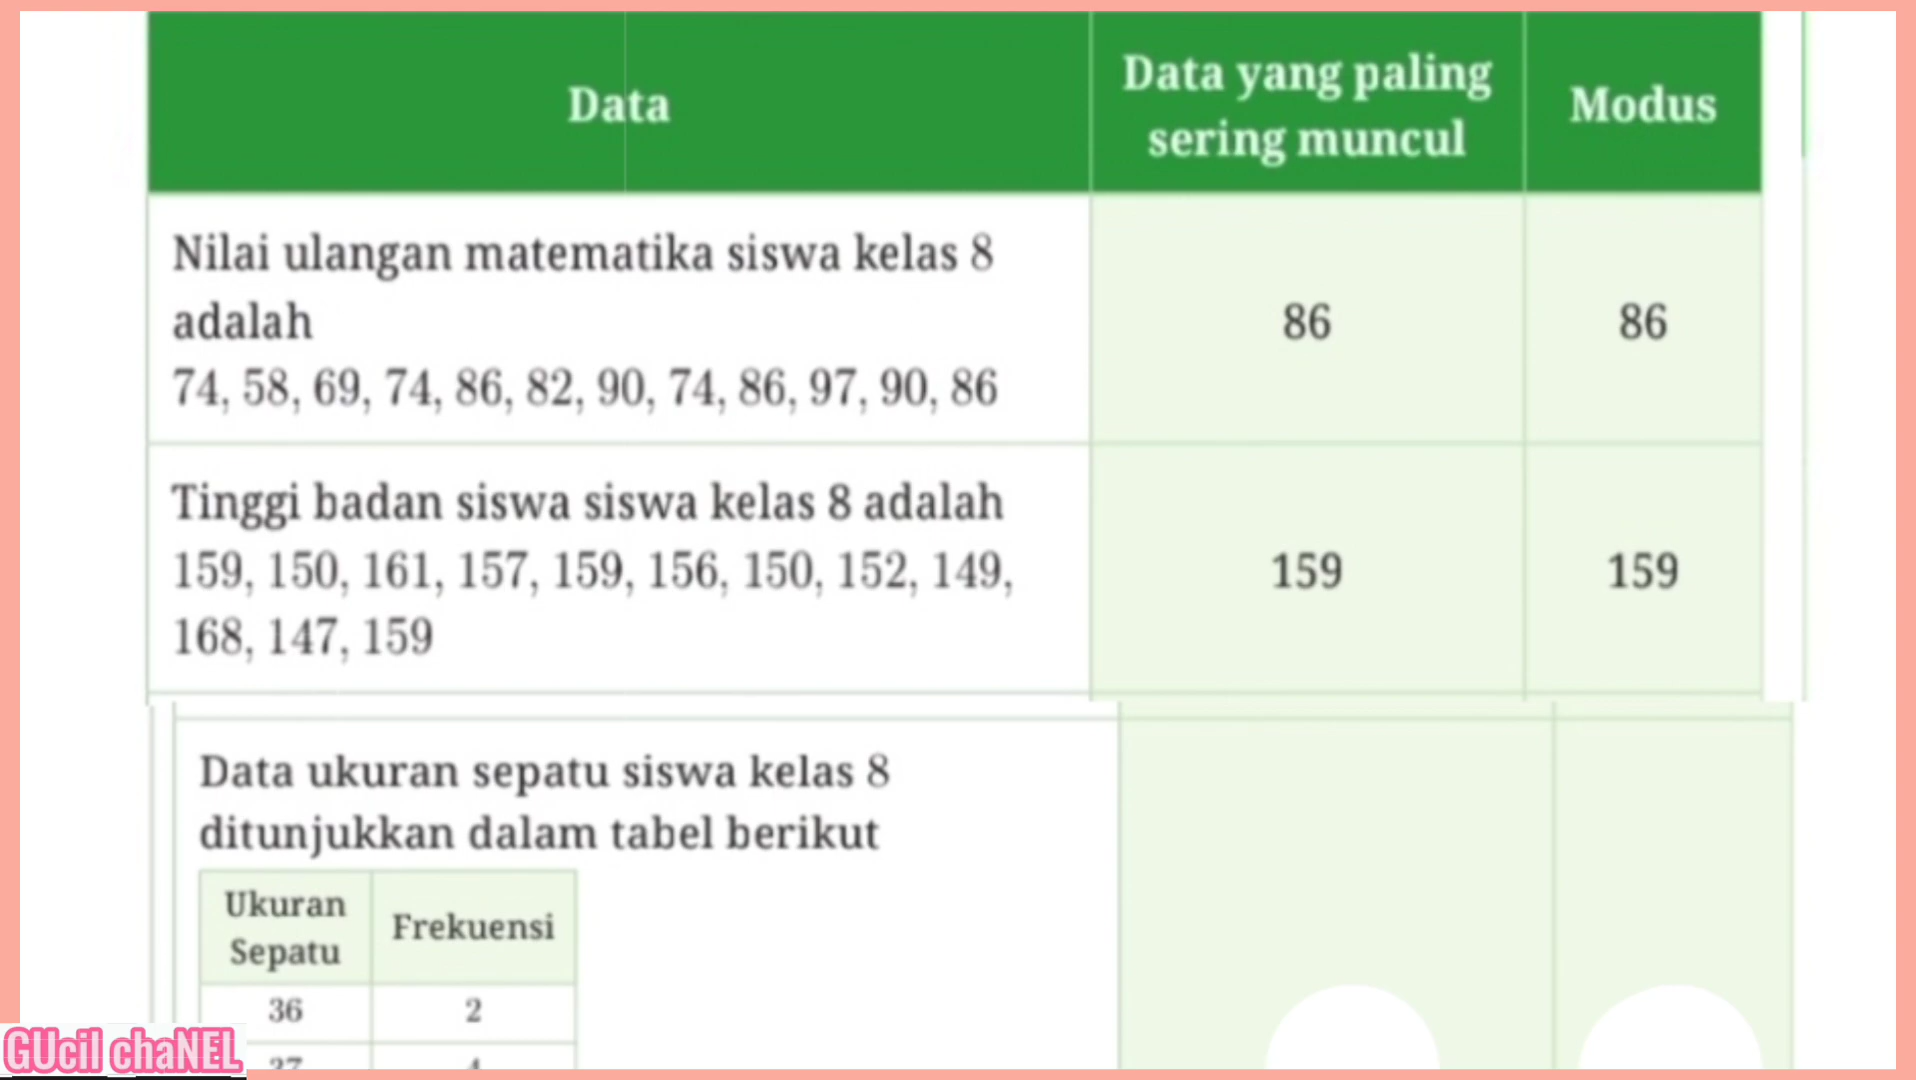 Data
Data yang paling
sering muncul
Modus
Nilai ulangan matematika siswa kelas 8
adalah
74, 58, 69, 74, 86, 82, 90, 74, 86, 97, 90, 86
86
86
Tinggi badan siswa siswa kelas 8 adalah
159, 150, 161, 157, 159, 156, 150, 152, 149,
168, 147, 159
159
159
Data ukuran sepatu siswa kelas 8
ditunjukkan dalam tabel berikut
Ukuran
Sepatu
Frekuensi
36
2
37
4
GUcil chaNEL